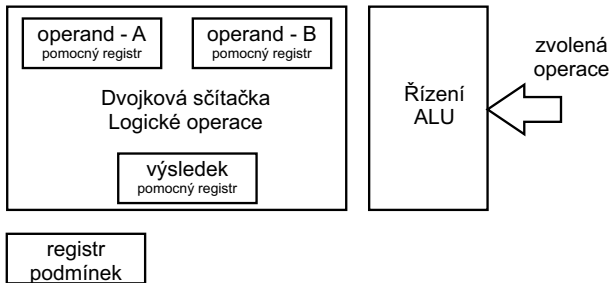 operand - A
pomocný registr
operand - B
pomocný registr
Dvojková sčítačka
Logické operace
výsledek
pomocný registr
Řízení
ALU
zvolená
operace
registr
podmínek